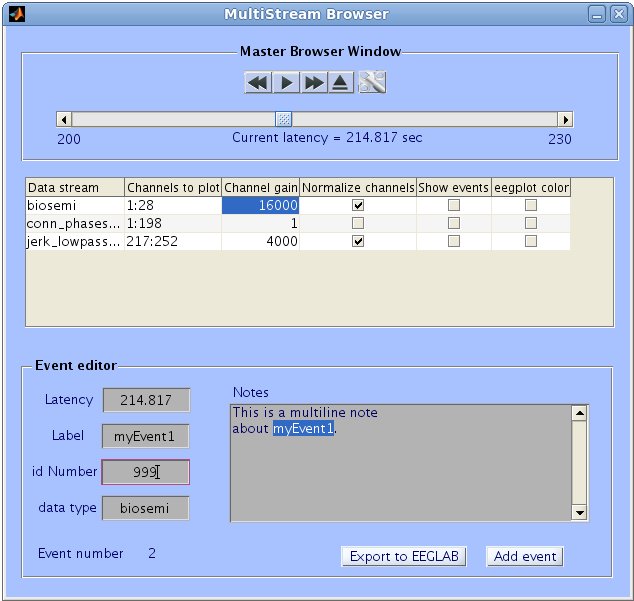 MultiStream Browser
Master Browser Window
200 Current latency = 214.817 sec 230
Data stream Channels to plot Channel gain Normalize channels Show events eegplot color
biosemi 1:28 16000
conn_phases... 1:198 1
jerk_lowpass... 217:252 4000
Event editor
Latency 214.817
Label myEvent1
id Number 999
data type biosemi
Event number 2
Notes
This is a multiline note
about myEvent1.
Export to EEGLAB Add event